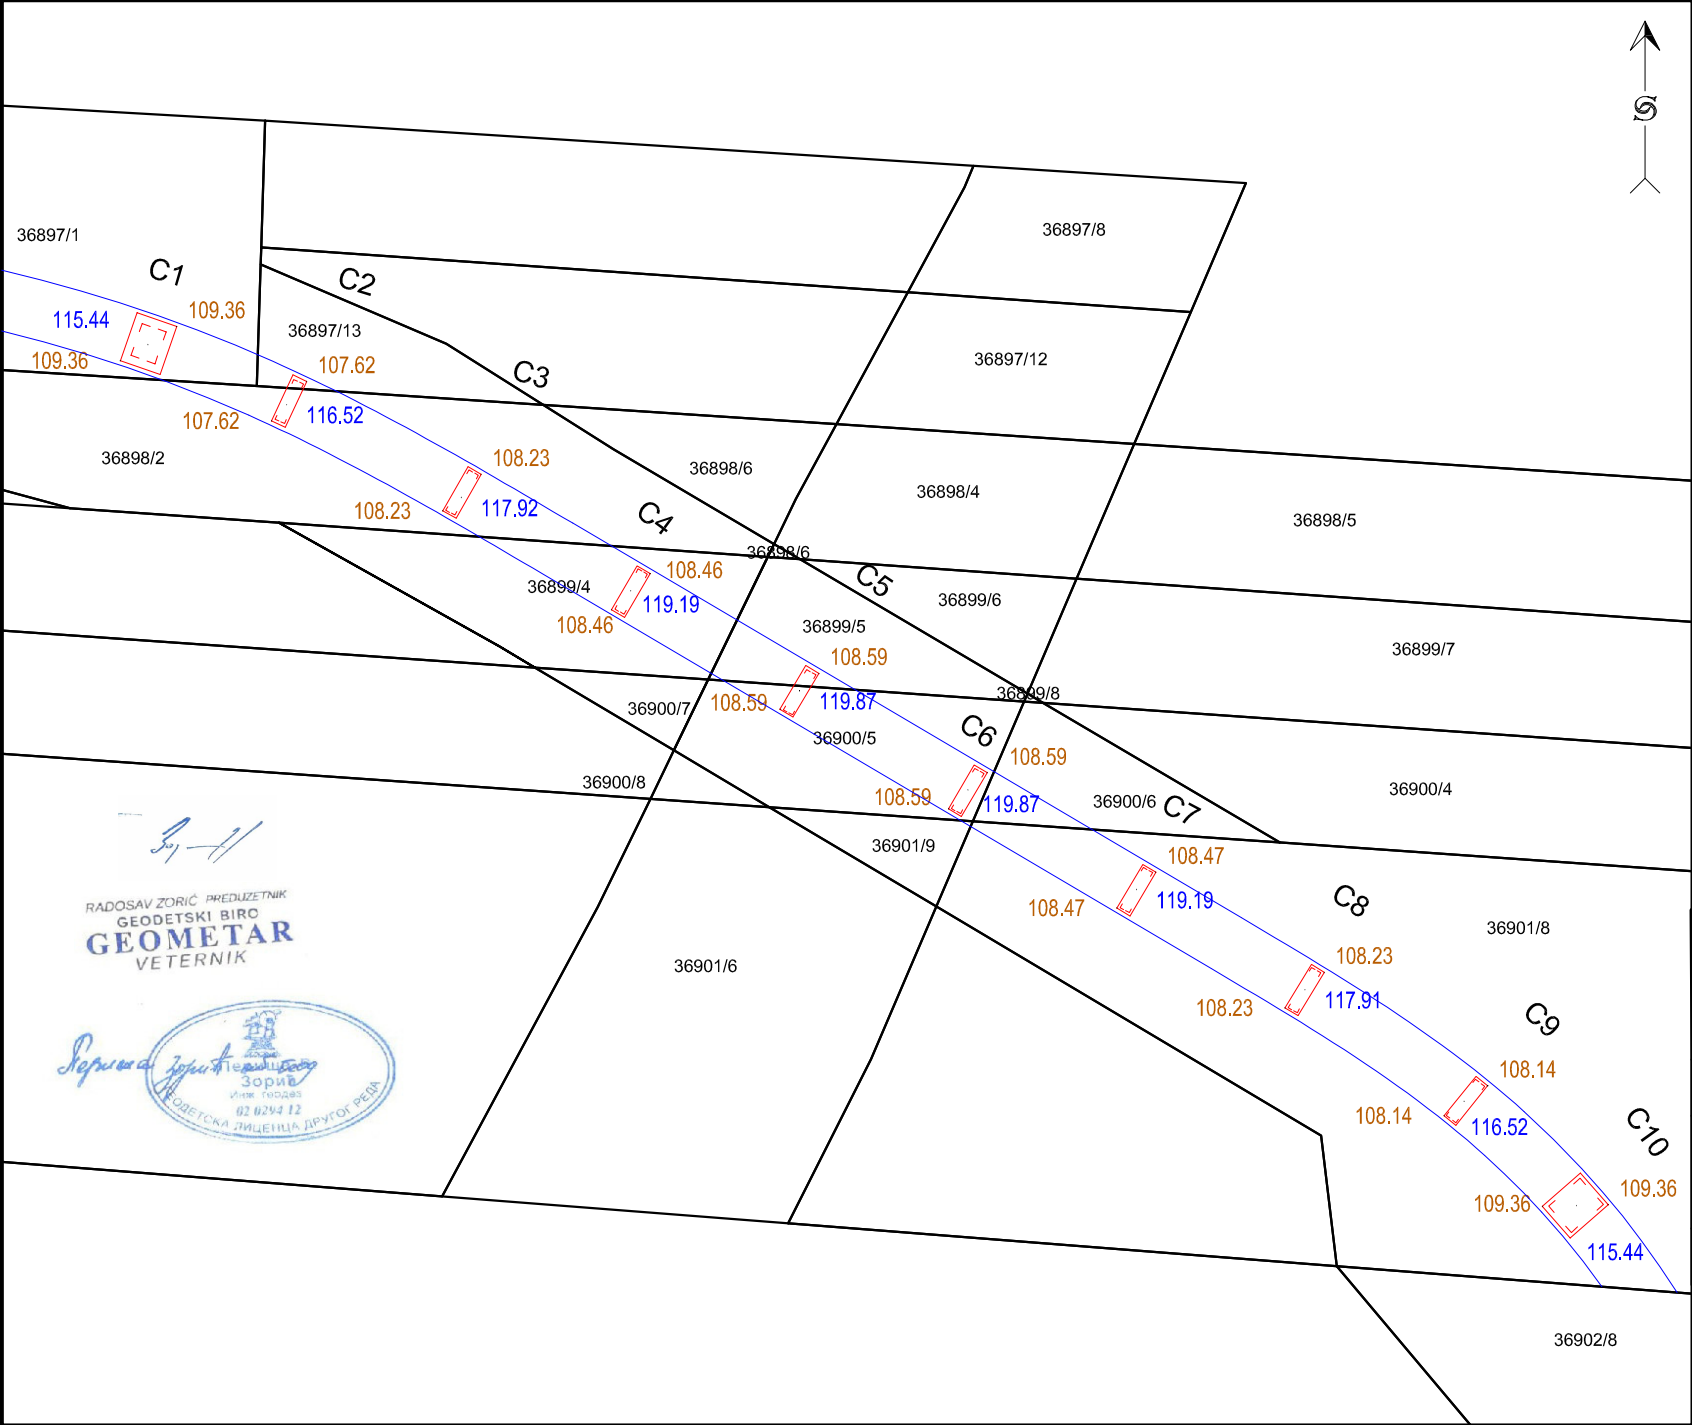 S
36897/8
36897/1
C1
C2
109.36
115.44
36897/13
109.36
107.62
36897/12
C3
107.62
116.52
36898/2
108.23
36898/6
36898/4
108.23
117.92
C4
36898/5
36898/6
108.46
C5
36899/4
119.19
36899/6
108.46
36899/5
36899/7
108.59
36899/8
108.59
119.87
36900/7
C6
36900/5
108.59
36900/8
36900/4
108.59
119.87
36900/6
C7
36901/9
108.47
119.19
108.47
C8
36901/8
36901/6
108.23
117.91
108.23
C9
108.14
108.14
116.52
C10
109.36
109.36
115.44
36902/8
RADOSAV ZORIĆ PREDUZETNIK
GEODETSKI BIRO
GEOMETAR
VETERNIK
Зорић
Инж. геодез
02 0294 12
ГЕОДЕТСКА ЛИЦЕНЦА ДРУГОГ РЕДА